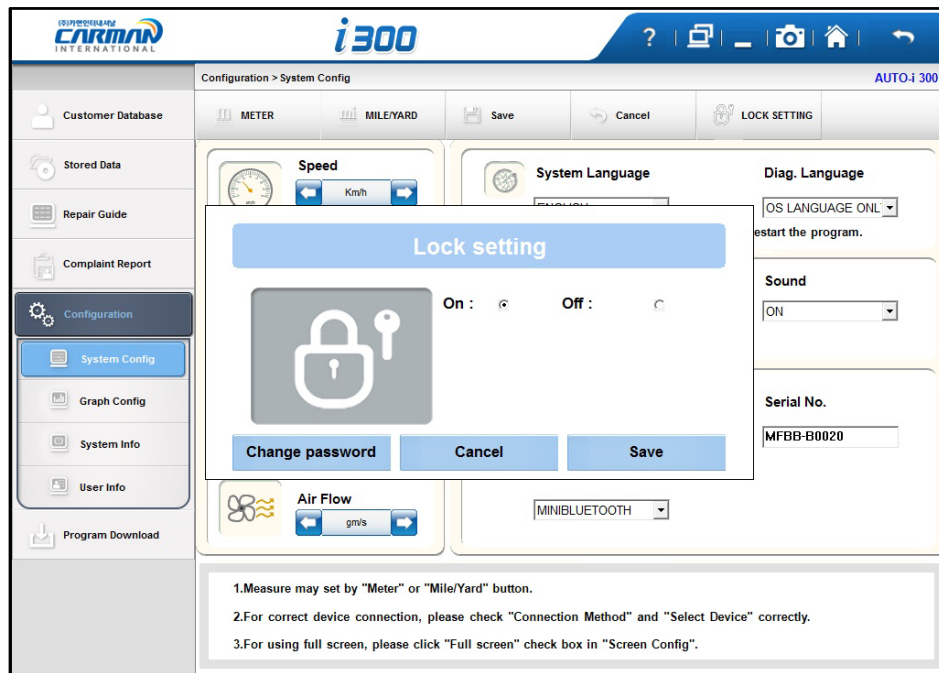 (주)카맨인터내셔날
CARMAN
INTERNATIONAL
i300
?
Configuration > System Config
AUTO-i 300
Customer Database
METER
MILE/YARD
Save
Cancel
LOCK SETTING
Stored Data
Repair Guide
Complaint Report
Configuration
System Config
Graph Config
System Info
User Info
Program Download
Speed
Km/h
System Language
Diag. Language
OS LANGUAGE ONL
estart the program.
Lock setting
On :
Off :
Sound
ON
Serial No.
MFBB-B0020
Change password
Cancel
Save
Air Flow
gm/s
MINIBLUETOOTH
1.Measure may set by "Meter" or "Mile/Yard" button.
2.For correct device connection, please check "Connection Method" and "Select Device" correctly.
3.For using full screen, please click "Full screen" check box in "Screen Config".